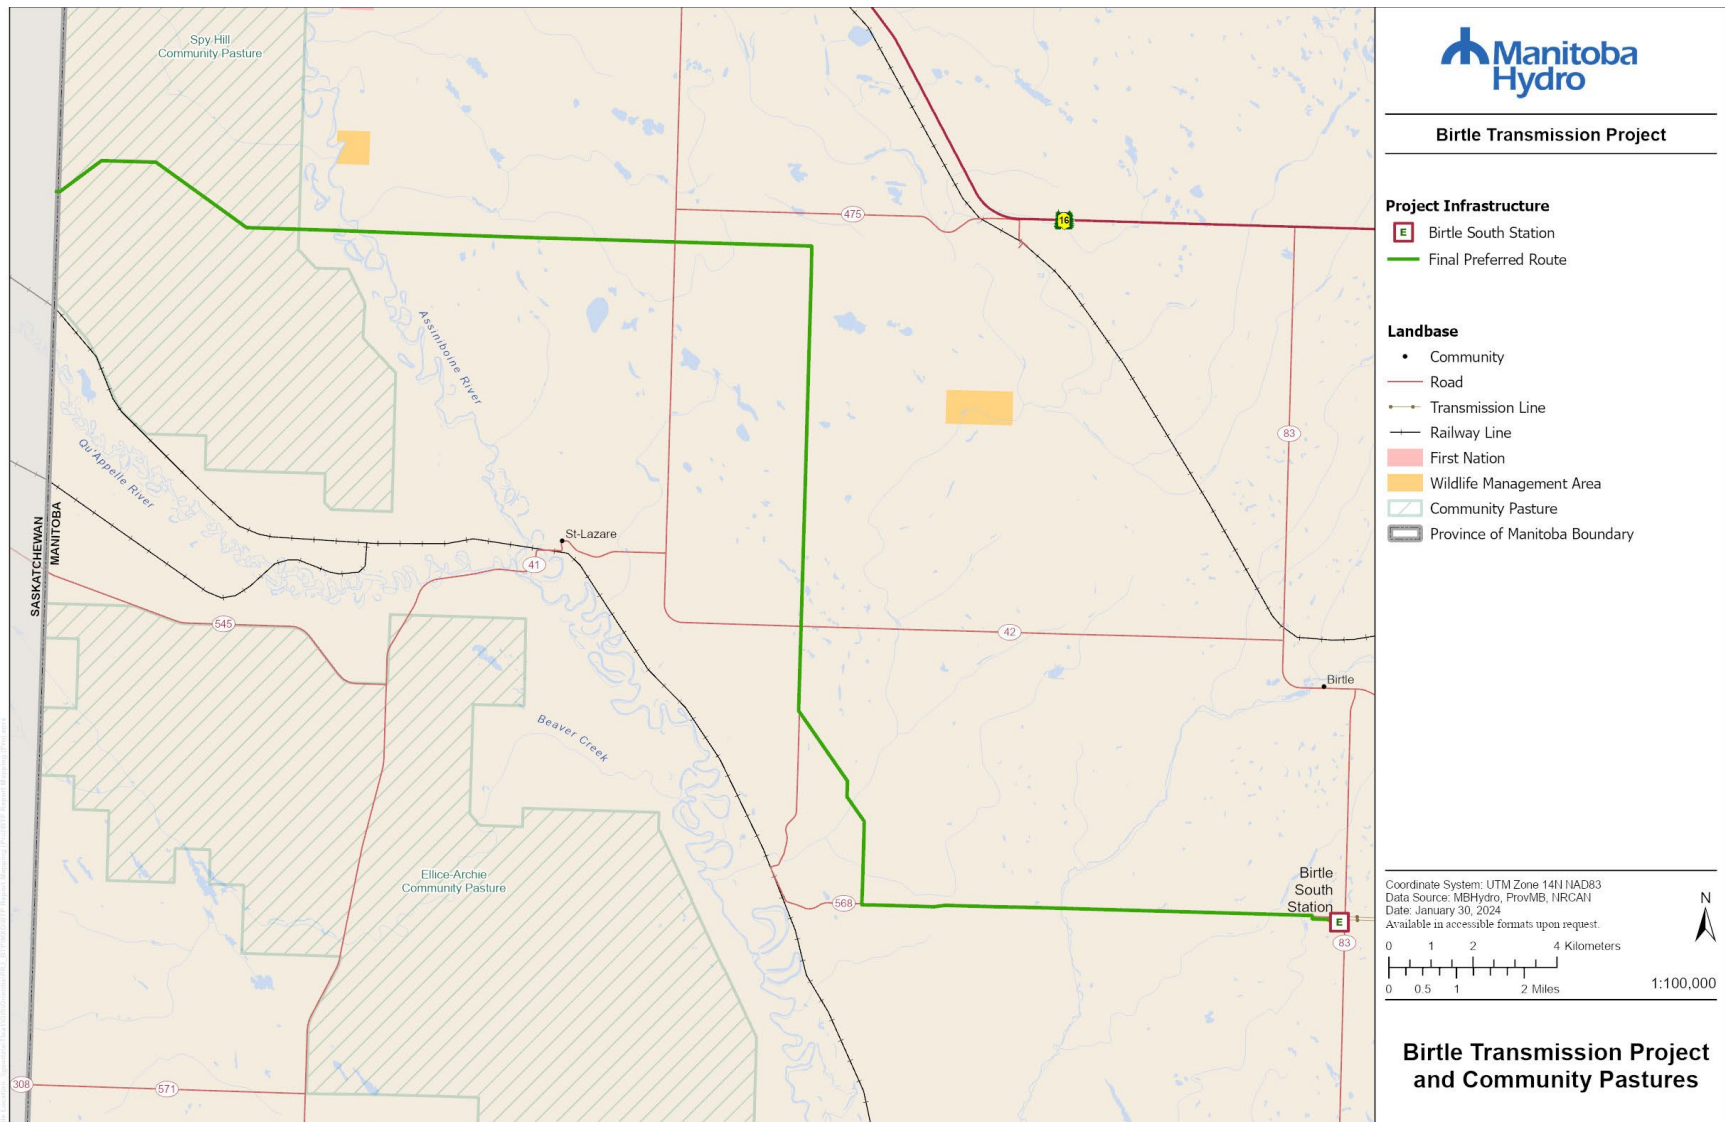 Spy Hill
Community Pasture
475
16
Assiniboine River
83
Qu'Appelle River
SASKATCHEWAN
MANITOBA
St-Lazare
41
545
42
Birtle
Beaver Creek
Ellice-Archie
Community Pasture
568
Birtle
South
Station
E
83
308
571
Manitoba
Hydro
Birtle Transmission Project
Project Infrastructure
E
Birtle South Station
Final Preferred Route
Landbase
Community
Road
Transmission Line
Railway Line
First Nation
Wildlife Management Area
Community Pasture
Province of Manitoba Boundary
Coordinate System: UTM Zone 14N NAD83
Data Source: MBHydro, ProvMB, NRCAN
Date: January 30, 2024
Available in accessible formats upon request.
N
0 1 2 4 Kilometers
0 0.5 1 2 Miles
1:100,000
Birtle Transmission Project
and Community Pastures